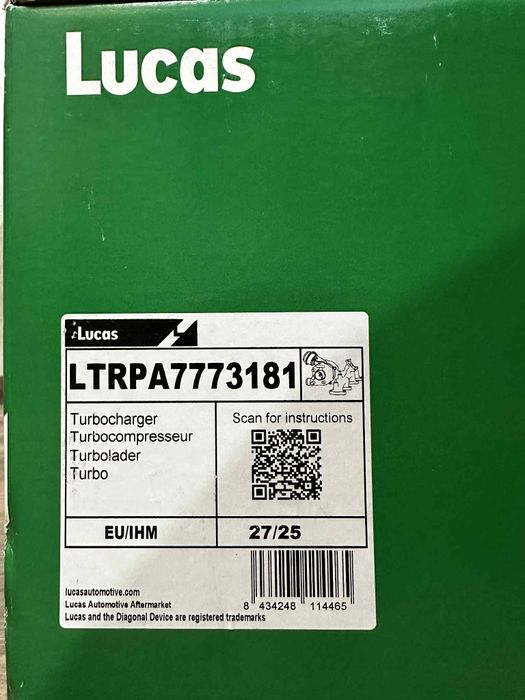 Lucas
Lucas
LTRPA7773181
Turbocharger
Turbocompresseur
Turbolader
Turbo
Scan for instructions
EU/IHM
27/25
lucasautomotive.com
Lucas Automotive Aftermarket
Lucas and the Diagonal Device are registered trademarks
8 434248 114465